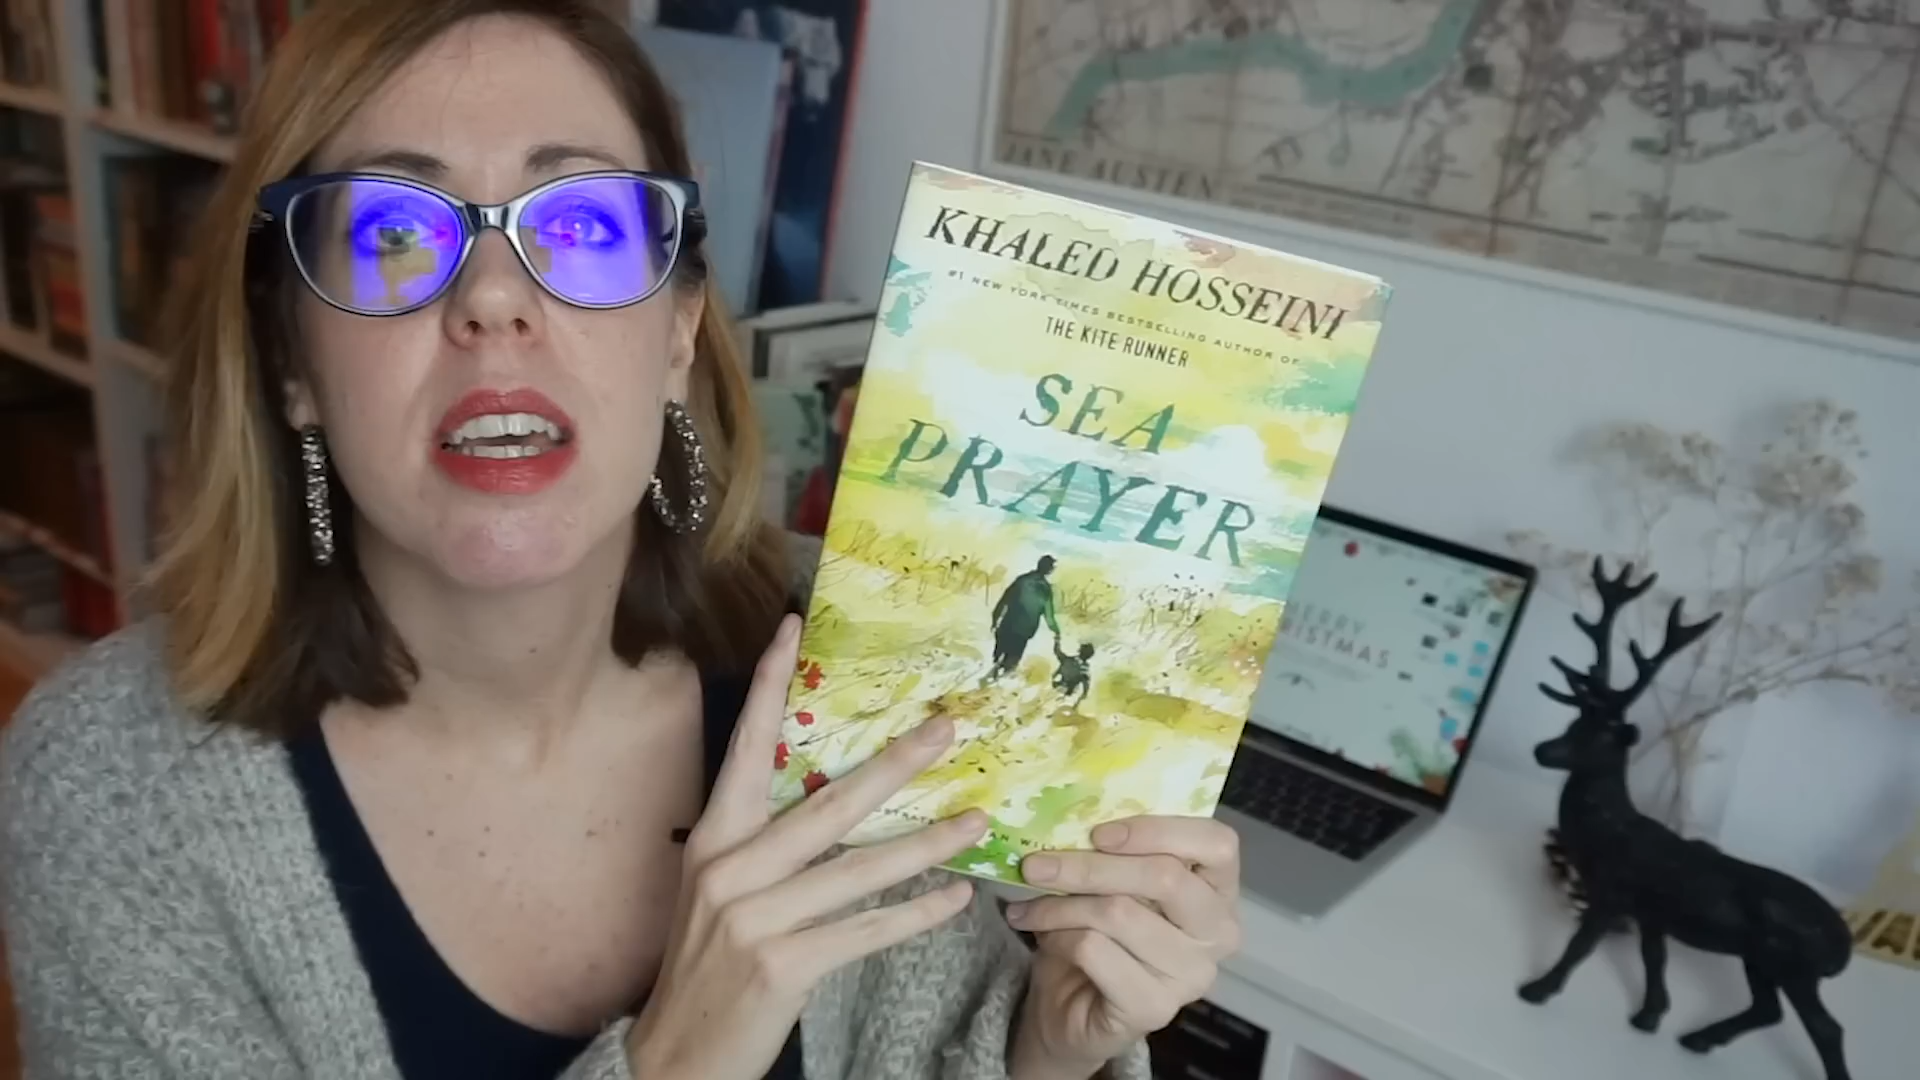 JANE AUSTEN
KHALED HOSSEINI
#1 NEW YORK TIMES BESTSELLING AUTHOR OF
THE KITE RUNNER
SEA
PRAYER
MERRY
CHRISTMAS